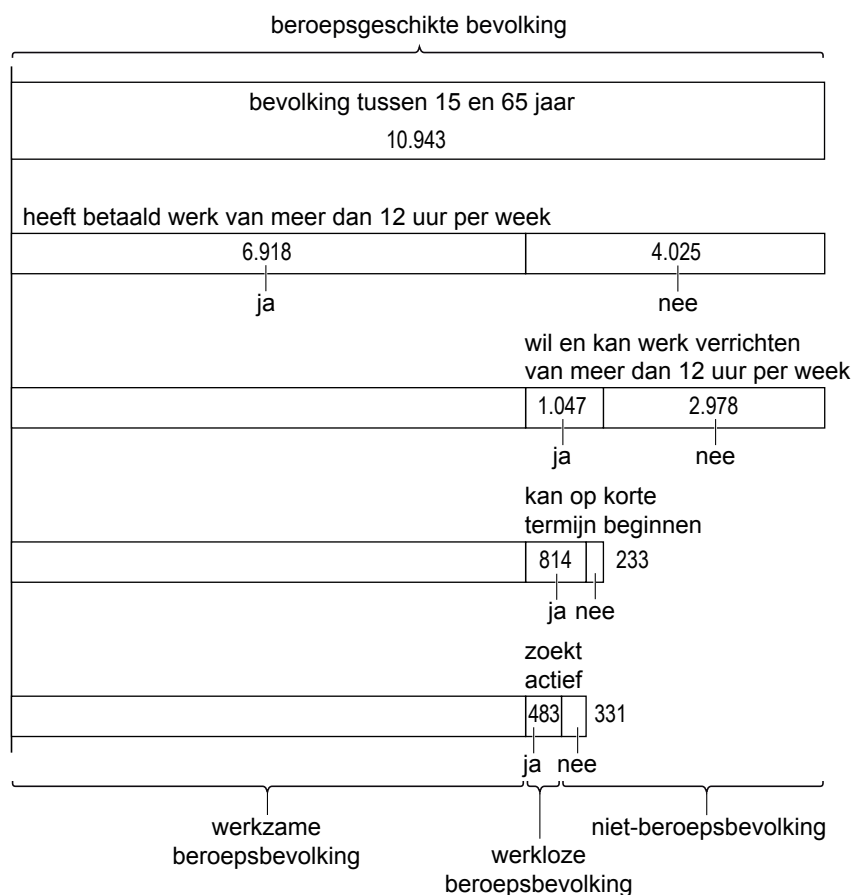 beroepsgeschikte bevolking
bevolking tussen 15 en 65 jaar
10.943
heeft betaald werk van meer dan 12 uur per week
6.918 4.025
ja nee
wil en kan werk verrichten
van meer dan 12 uur per week
1.047 2.978
ja nee
kan op korte
termijn beginnen
814 233
ja nee
zoekt
actief
483 331
ja nee
werkzame
beroepsbevolking
werkloze
beroepsbevolking
niet-beroepsbevolking